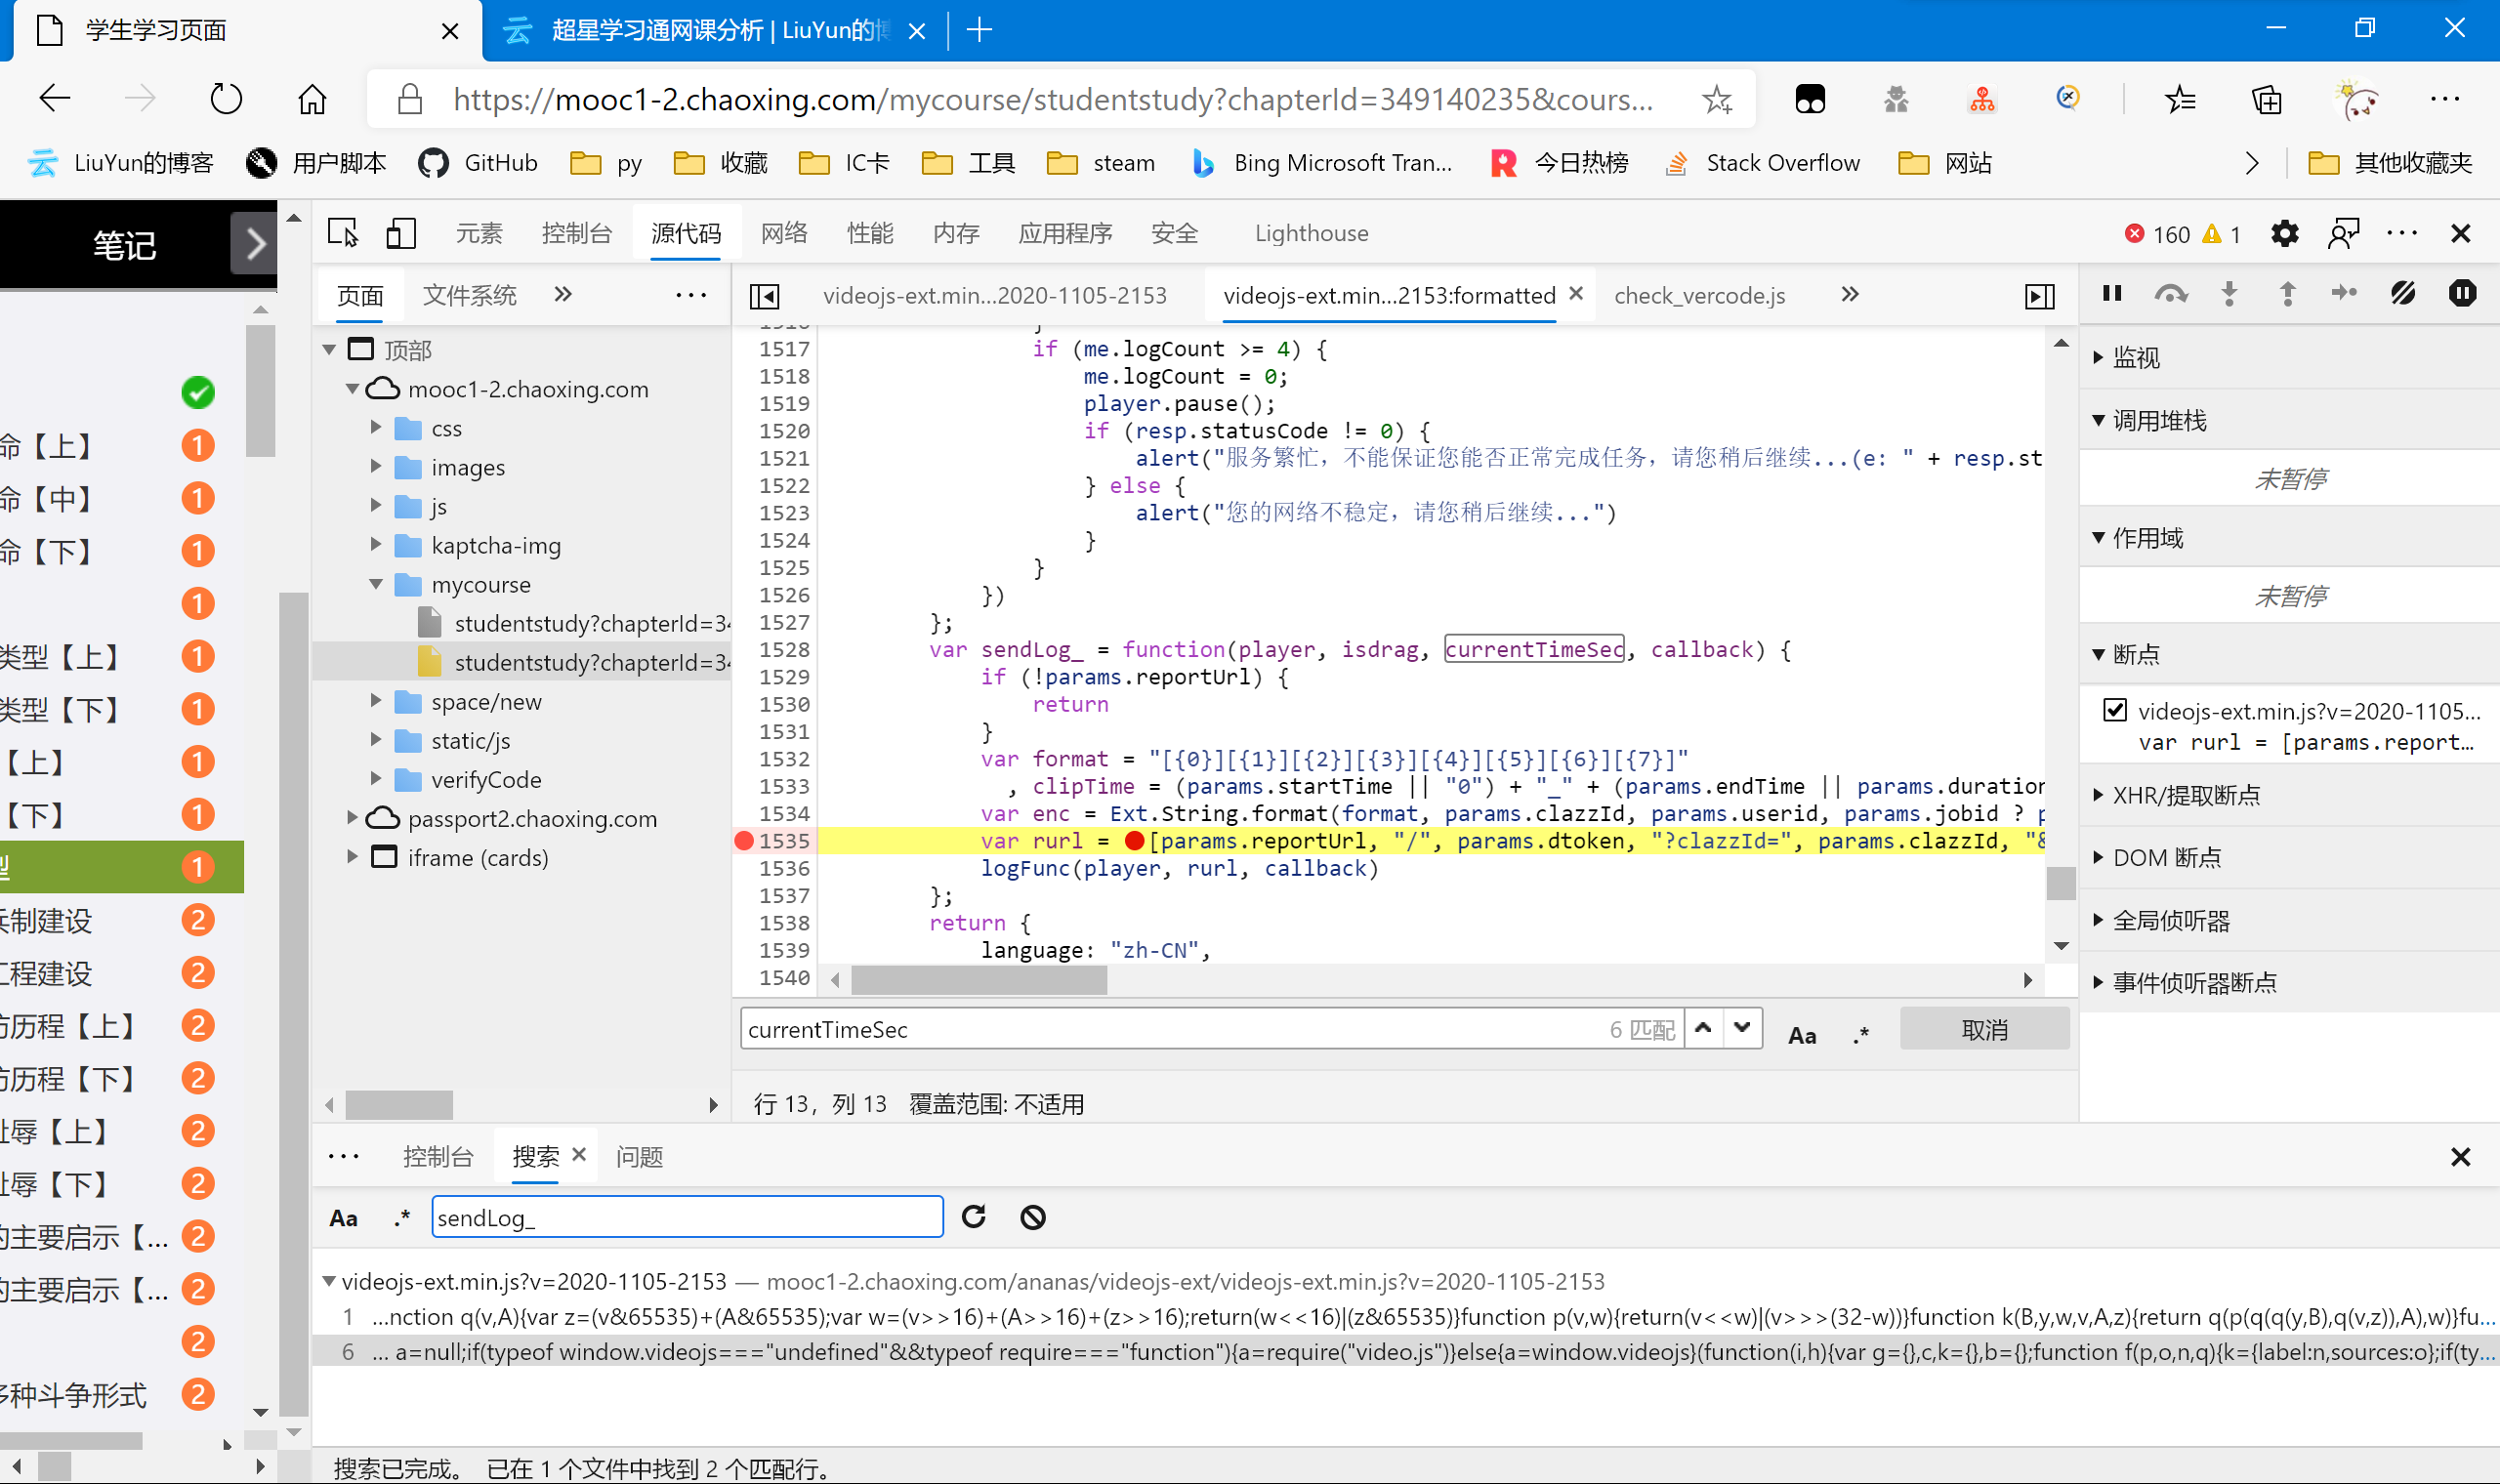 学生学习页面
超星学习通网课分析 | LiuYun的博
https://mooc1-2.chaoxing.com/mycourse/studentstudy?chapterId=349140235&cours...
LiuYun的博客 用户脚本 GitHub py 收藏 IC卡 工具 steam Bing Microsoft Tran... 今日热榜 Stack Overflow 网站 其他收藏夹
笔记
命【上】 1
命【中】 1
命【下】 1
1
类型【上】 1
类型【下】 1
【上】 1
【下】 1
型 1
兵制建设 2
工程建设 2
防历程【上】 2
防历程【下】 2
耻辱【上】 2
耻辱【下】 2
的主要启示【... 2
的主要启示【... 2
2
多种斗争形式 2
元素 控制台 源代码 网络 性能 内存 应用程序 安全 Lighthouse 160 1
页面 文件系统
顶部
mooc1-2.chaoxing.com
css
images
js
kaptcha-img
mycourse
studentstudy?chapterId=34
studentstudy?chapterId=34
space/new
static/js
verifyCode
passport2.chaoxing.com
iframe (cards)
videojs-ext.min...2020-1105-2153 videojs-ext.min...2153:formatted check_vercode.js
1516 }
1517 if (me.logCount >= 4) {
1518 me.logCount = 0;
1519 player.pause();
1520 if (resp.statusCode != 0) {
1521 alert("服务繁忙，不能保证您能否正常完成任务，请您稍后继续...(e: " + resp.st
1522 } else {
1523 alert("您的网络不稳定，请您稍后继续...")
1524 }
1525 }
1526 })
1527 };
1528 var sendLog_ = function(player, isdrag, currentTimeSec, callback) {
1529 if (!params.reportUrl) {
1530 return
1531 }
1532 var format = "[{0}][{1}][{2}][{3}][{4}][{5}][{6}][{7}]"
1533 , clipTime = (params.startTime || "0") + "_" + (params.endTime || params.duration
1534 var enc = Ext.String.format(format, params.clazzId, params.userid, params.jobid ? p
1535 var rurl = [params.reportUrl, "/", params.dtoken, "?clazzId=", params.clazzId, "&
1536 logFunc(player, rurl, callback)
1537 };
1538 return {
1539 language: "zh-CN",
1540
currentTimeSec 6 匹配 Aa .* 取消
行 13，列 13 覆盖范围: 不适用
监视
调用堆栈
未暂停
作用域
未暂停
断点
videojs-ext.min.js?v=2020-1105...
var rurl = [params.report...
XHR/提取断点
DOM 断点
全局侦听器
事件侦听器断点
控制台 搜索 问题
Aa .* sendLog_
videojs-ext.min.js?v=2020-1105-2153 — mooc1-2.chaoxing.com/ananas/videojs-ext/videojs-ext.min.js?v=2020-1105-2153
1 ...nction q(v,A){var z=(v&65535)+(A&65535);var w=(v>>16)+(A>>16)+(z>>16);return(w<<16)|(z&65535)}function p(v,w){return(v<<w)|(v>>>(32-w))}function k(B,y,w,v,A,z){return q(p(q(q(y,B),q(v,z)),A),w)}fu...
6 ... a=null;if(typeof window.videojs==="undefined"&&typeof require==="function"){a=require("video.js")}else{a=window.videojs}(function(i,h){var g={},c,k={},b={};function f(p,o,n,q){k={label:n,sources:o};if(ty...
搜索已完成。 已在 1 个文件中找到 2 个匹配行。